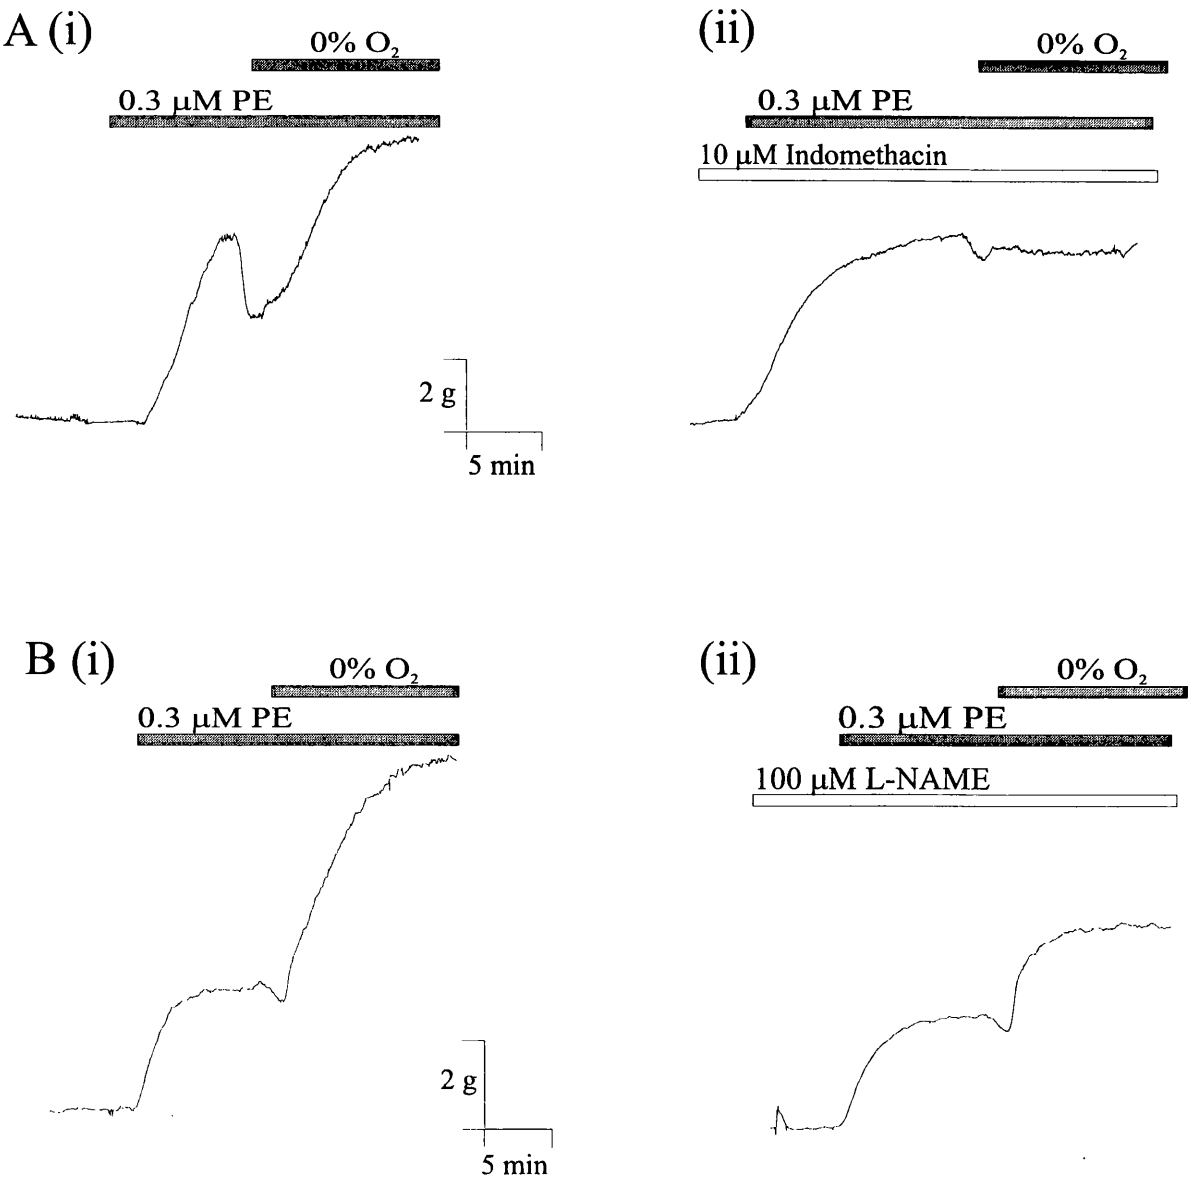 A (i)
0% O₂
0.3 μM PE
2 g
5 min
(ii)
0% O₂
0.3 μM PE
10 μM Indomethacin
B (i)
0% O₂
0.3 μM PE
2 g
5 min
(ii)
0% O₂
0.3 μM PE
100 μM L-NAME